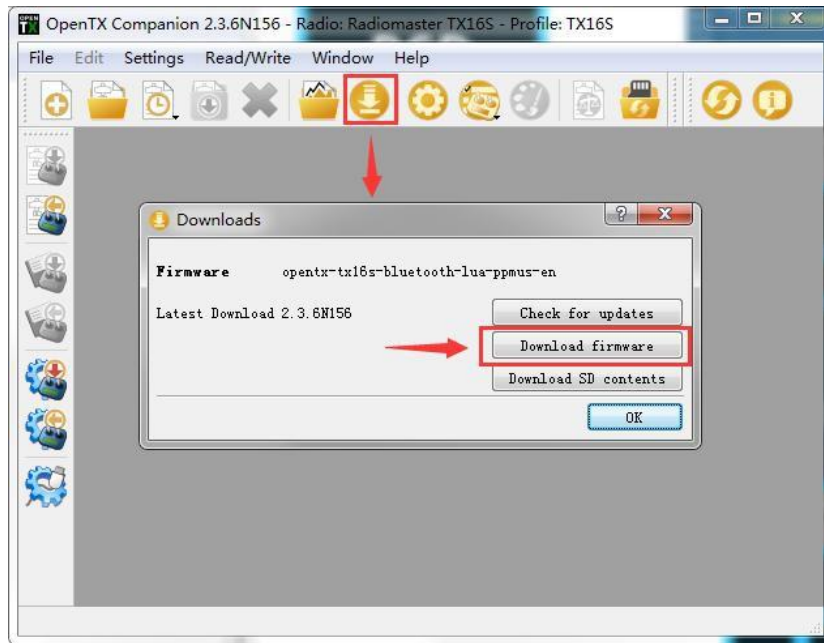 OPEN TX OpenTX Companion 2.3.6N156 - Radio: Radiomaster TX16S - Profile: TX16S
File Edit Settings Read/Write Window Help
Downloads
Firmware opentx-tx16s-bluetooth-lua-ppmus-en
Latest Download 2.3.6N156 Check for updates
Download firmware
Download SD contents
OK